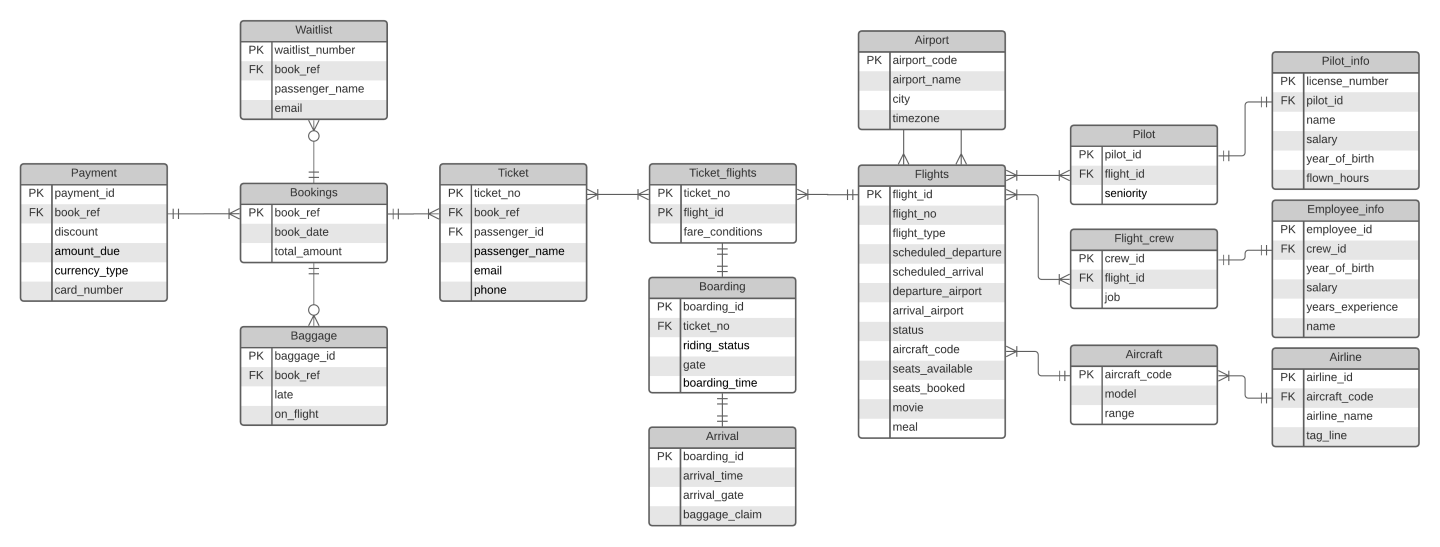 Waitlist
PK waitlist_number
FK book_ref
passenger_name
email
Payment
PK payment_id
FK book_ref
discount
amount_due
currency_type
card_number
Bookings
PK book_ref
book_date
total_amount
Baggage
PK baggage_id
FK book_ref
late
on_flight
Ticket
PK ticket_no
FK book_ref
FK passenger_id
passenger_name
email
phone
Ticket_flights
PK ticket_no
PK flight_id
fare_conditions
Boarding
PK boarding_id
FK ticket_no
riding_status
gate
boarding_time
Arrival
PK boarding_id
arrival_time
arrival_gate
baggage_claim
Airport
PK airport_code
airport_name
city
timezone
Flights
PK flight_id
flight_no
flight_type
scheduled_departure
scheduled_arrival
departure_airport
arrival_airport
status
aircraft_code
seats_available
seats_booked
movie
meal
Pilot
PK pilot_id
FK flight_id
seniority
Flight_crew
PK crew_id
FK flight_id
job
Aircraft
PK aircraft_code
model
range
Pilot_info
PK license_number
FK pilot_id
name
salary
year_of_birth
flown_hours
Employee_info
PK employee_id
FK crew_id
year_of_birth
salary
years_experience
name
Airline
PK airline_id
FK aircraft_code
airline_name
tag_line